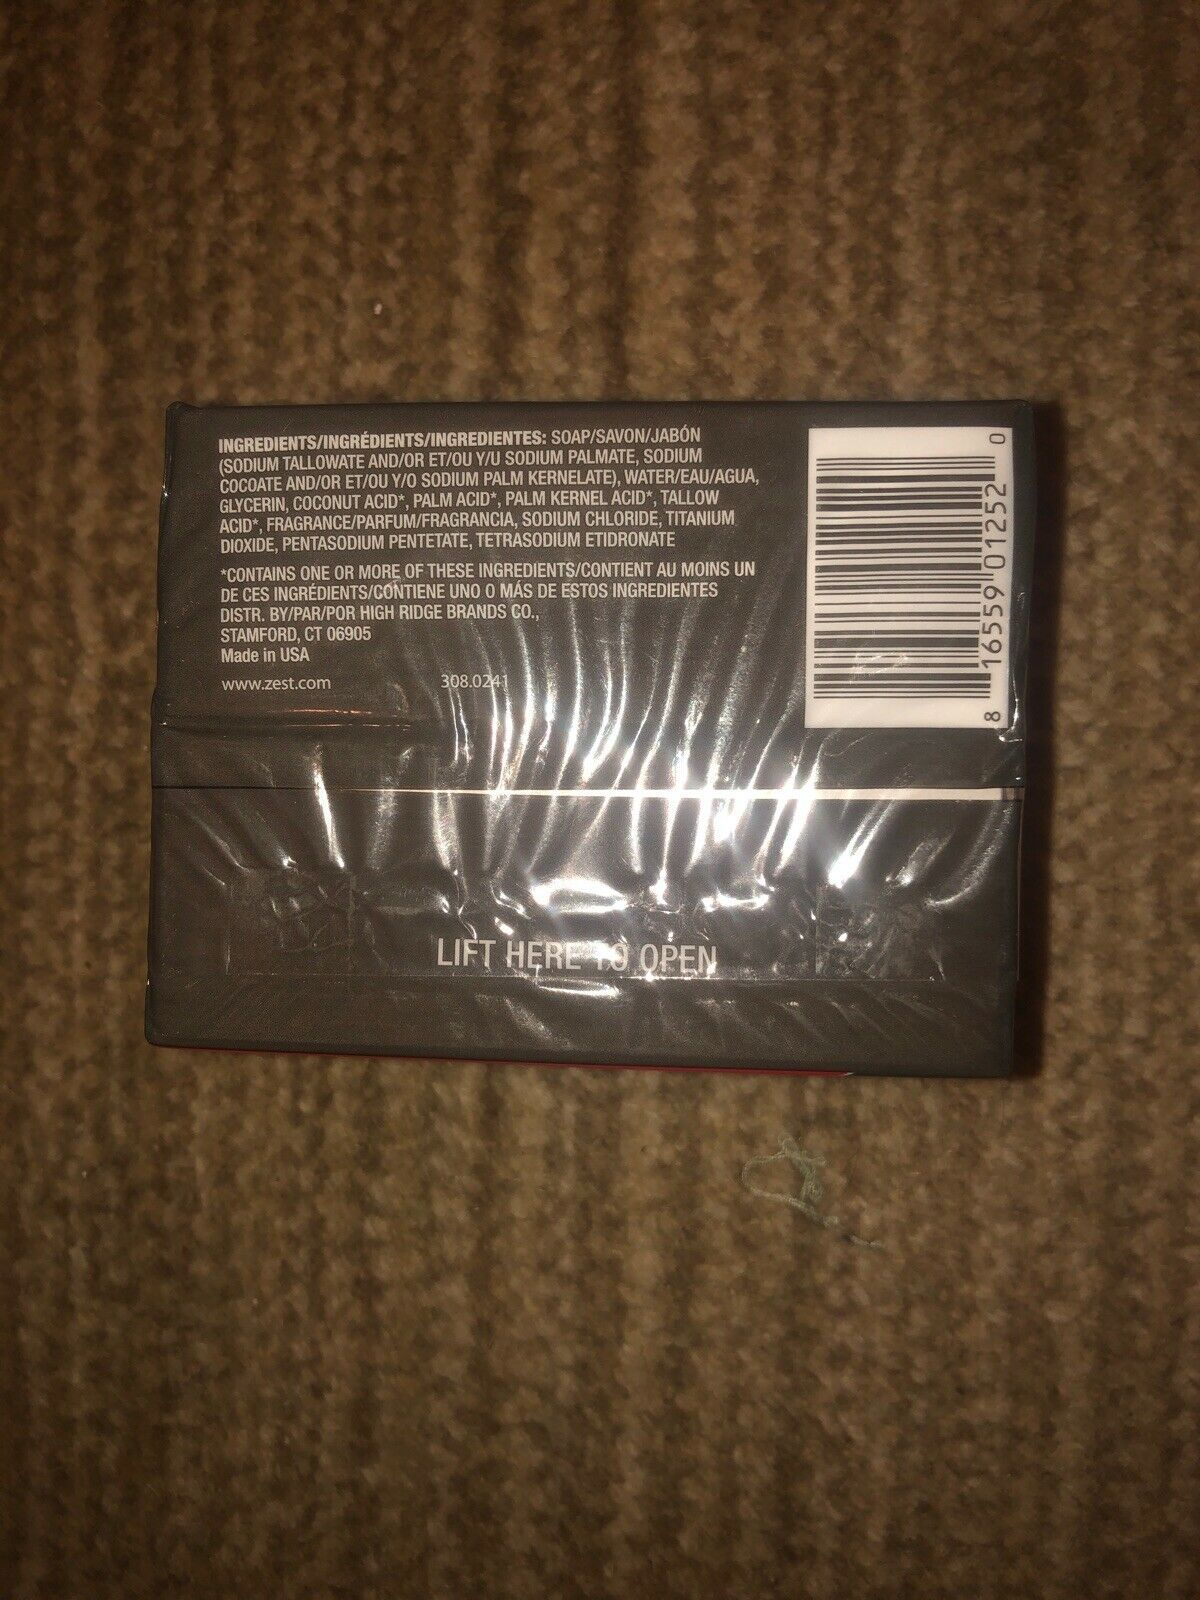 INGREDIENTS/INGRÉDIENTS/INGREDIENTES: SOAP/SAVON/JABÓN
(SODIUM TALLOWATE AND/OR ET/OU Y/U SODIUM PALMATE, SODIUM
COCOATE AND/OR ET/OU Y/O SODIUM PALM KERNELATE), WATER/EAU/AGUA,
GLYCERIN, COCONUT ACID*, PALM ACID*, PALM KERNEL ACID*, TALLOW
ACID*, FRAGRANCE/PARFUM/FRAGRANCIA, SODIUM CHLORIDE, TITANIUM
DIOXIDE, PENTASODIUM PENTETATE, TETRASODIUM ETIDRONATE
*CONTAINS ONE OR MORE OF THESE INGREDIENTS/CONTIENT AU MOINS UN
DE CES INGRÉDIENTS/CONTIENE UNO O MÁS DE ESTOS INGREDIENTES
DISTR. BY/PAR/POR HIGH RIDGE BRANDS CO.,
STAMFORD, CT 06905
Made in USA
www.zest.com 308.0241
8 16559 01252 0
LIFT HERE TO OPEN